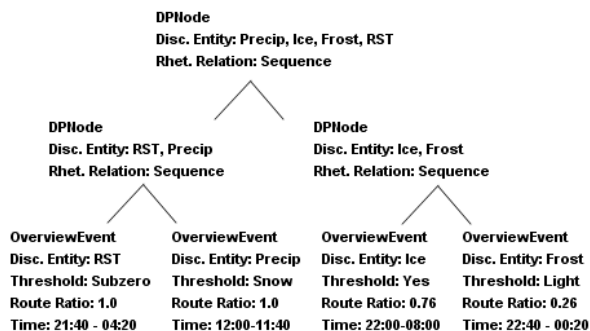 DPNode
Disc. Entity: Precip, Ice, Frost, RST
Rhet. Relation: Sequence
DPNode
Disc. Entity: RST, Precip
Rhet. Relation: Sequence
DPNode
Disc. Entity: Ice, Frost
Rhet. Relation: Sequence
OverviewEvent
Disc. Entity: RST
Threshold: Subzero
Route Ratio: 1.0
Time: 21:40 - 04:20
OverviewEvent
Disc. Entity: Precip
Threshold: Snow
Route Ratio: 1.0
Time: 12:00-11:40
OverviewEvent
Disc. Entity: Ice
Threshold: Yes
Route Ratio: 0.76
Time: 22:00-08:00
OverviewEvent
Disc. Entity: Frost
Threshold: Light
Route Ratio: 0.26
Time: 22:40 - 00:20